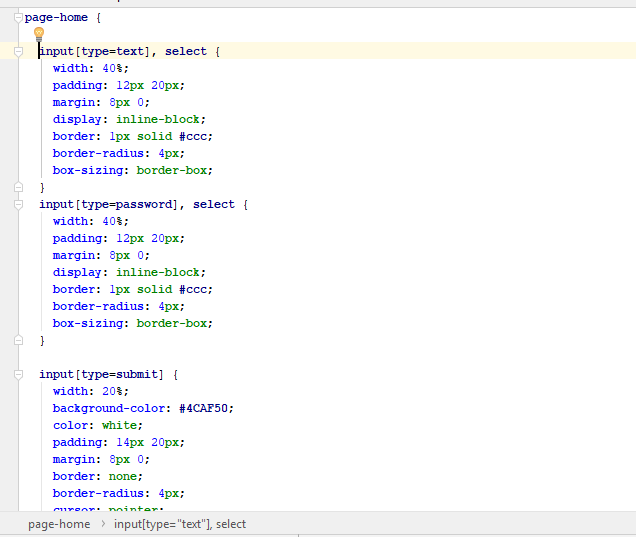 page-home {
input[type=text], select {
width: 40%;
padding: 12px 20px;
margin: 8px 0;
display: inline-block;
border: 1px solid #ccc;
border-radius: 4px;
box-sizing: border-box;
}
input[type=password], select {
width: 40%;
padding: 12px 20px;
margin: 8px 0;
display: inline-block;
border: 1px solid #ccc;
border-radius: 4px;
box-sizing: border-box;
}
input[type=submit] {
width: 20%;
background-color: #4CAF50;
color: white;
padding: 14px 20px;
margin: 8px 0;
border: none;
border-radius: 4px;
cursor: pointer;
page-home › input[type="text"], select